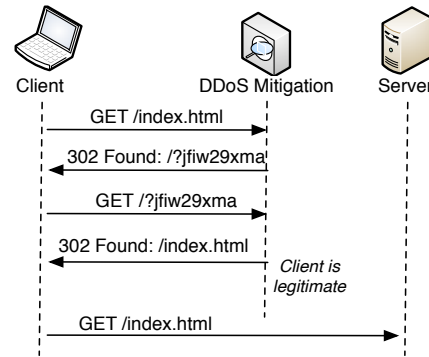 Client
DDoS Mitigation
Server
GET /index.html
302 Found: /?jfiw29xma
GET /?jfiw29xma
302 Found: /index.html
Client is
legitimate
GET /index.html